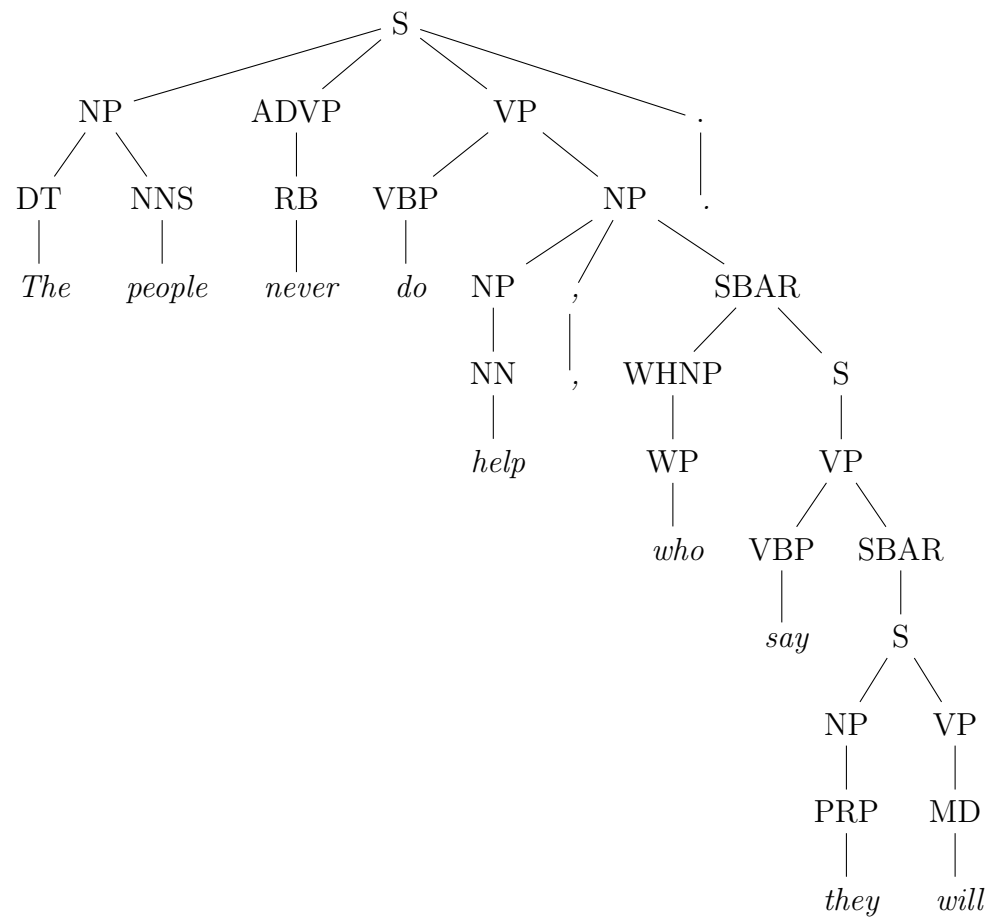 S
NP ADVP VP .
DT NNS RB VBP NP .
The people never do NP , SBAR
NN , WHNP S
help WP VP
who VBP SBAR
say S
NP VP
PRP MD
they will